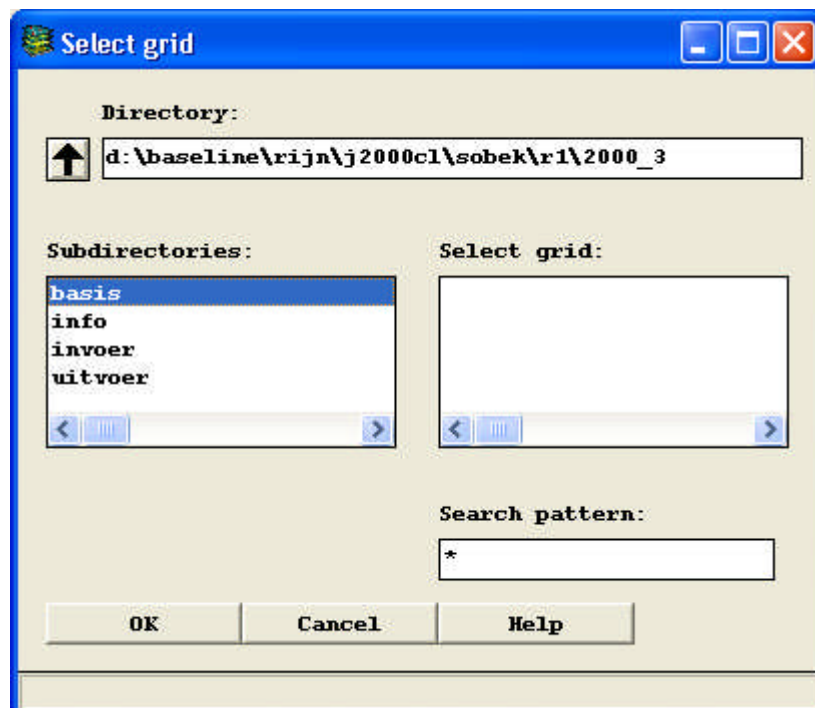 Select grid
Directory:
d:\baseline\rijn\j2000cl\sobek\r1\2000_3
Subdirectories:
basis
info
invoer
uitvoer
Select grid:
Search pattern:
*
OK
Cancel
Help